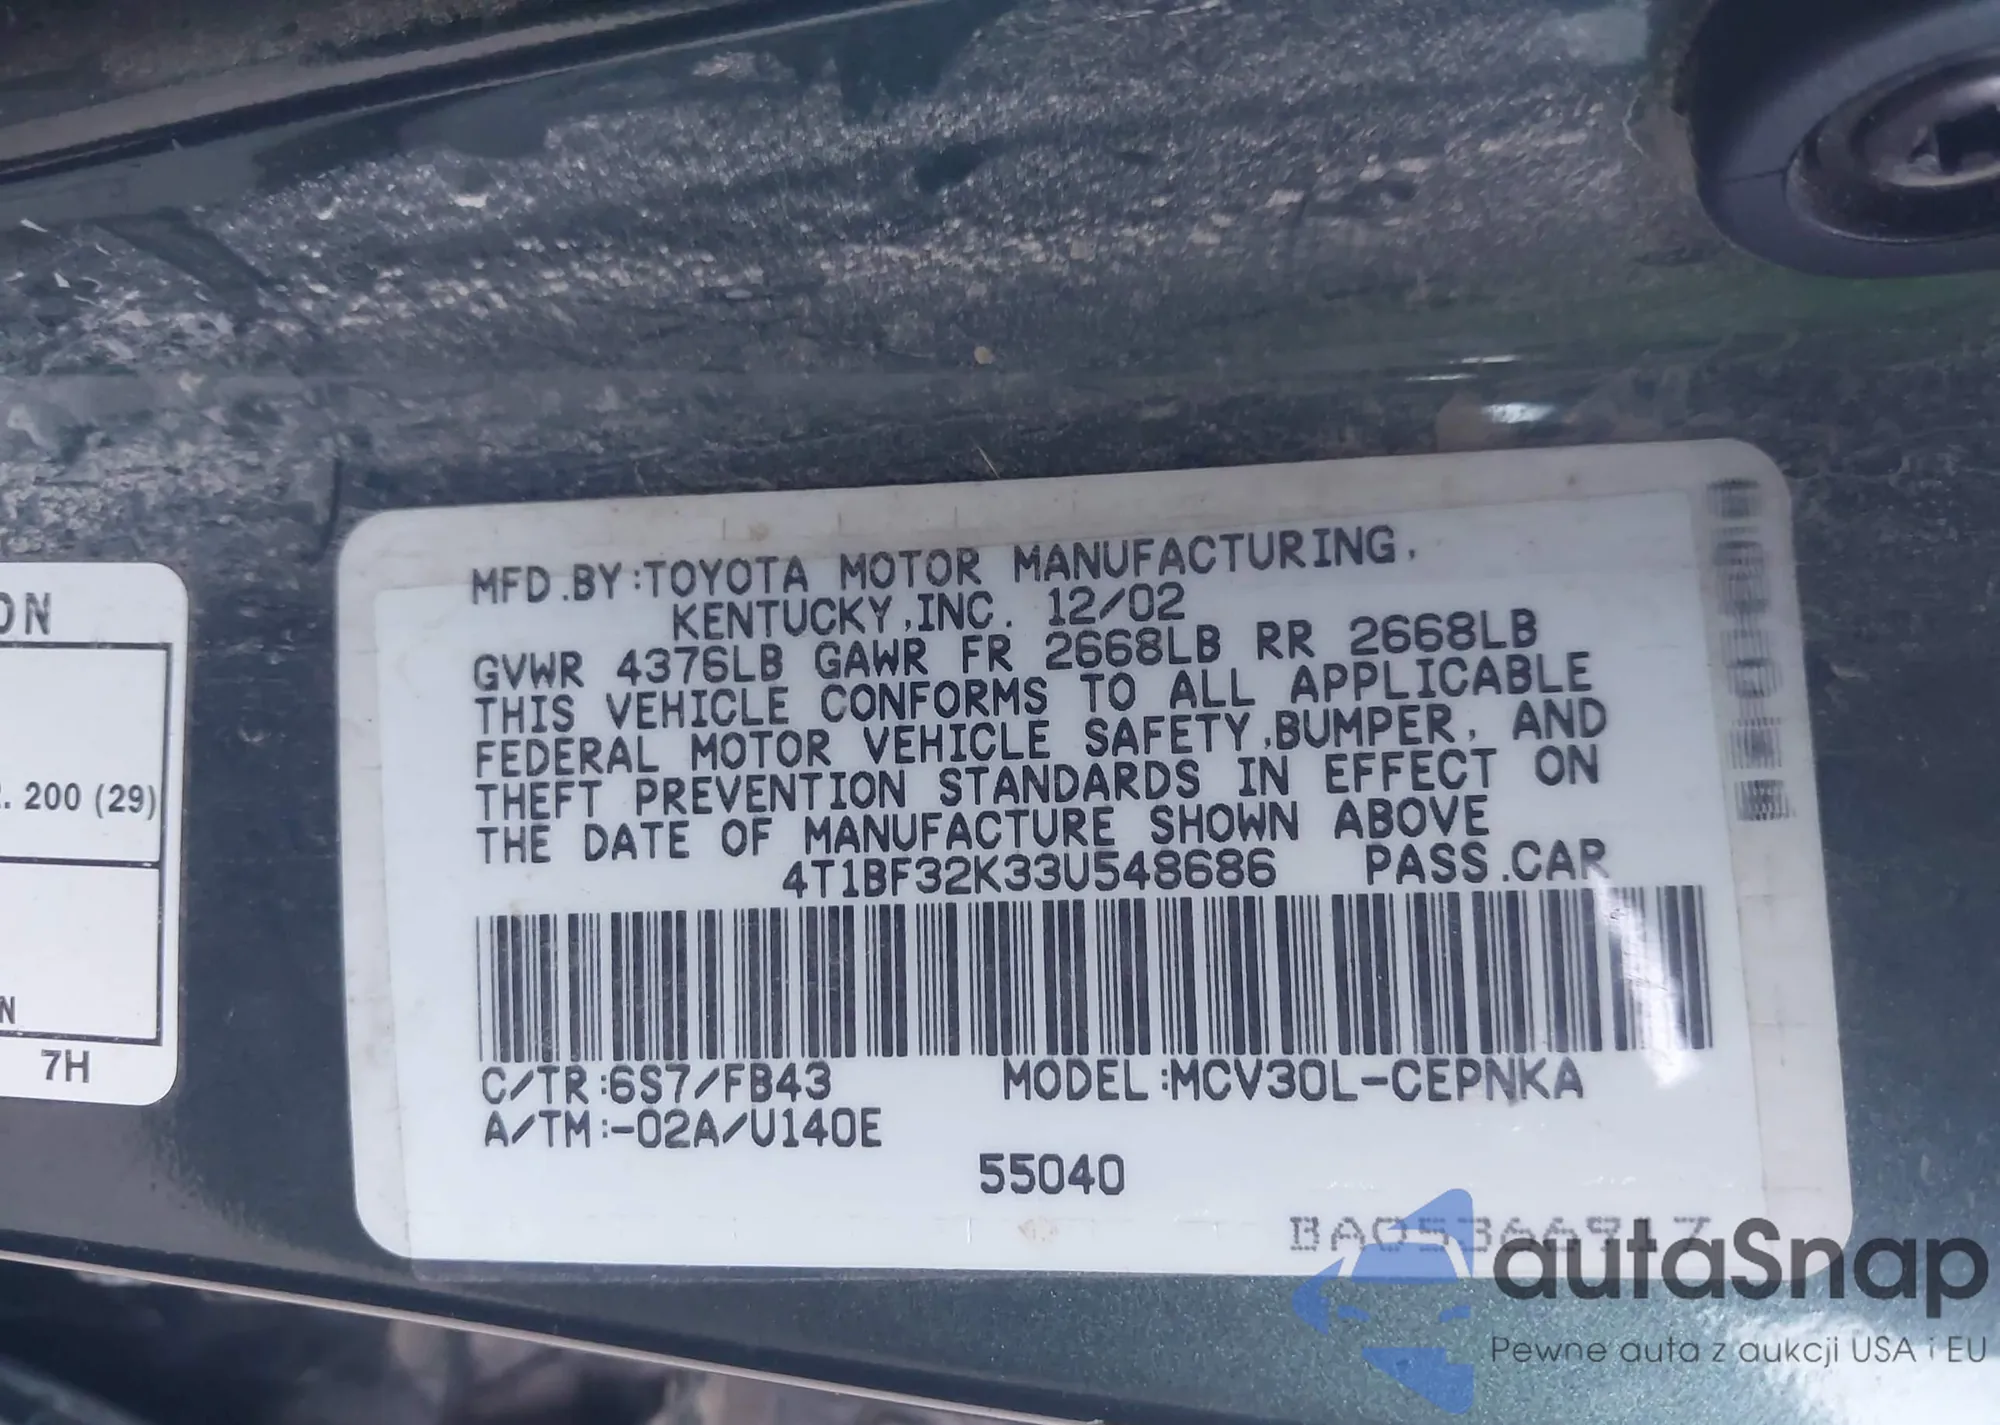 ON
. 200 (29)
N
7H
MFD.BY:TOYOTA MOTOR MANUFACTURING,
KENTUCKY,INC. 12/02
GVWR 4376LB GAWR FR 2668LB RR 2668LB
THIS VEHICLE CONFORMS TO ALL APPLICABLE
FEDERAL MOTOR VEHICLE SAFETY,BUMPER, AND
THEFT PREVENTION STANDARDS IN EFFECT ON
THE DATE OF MANUFACTURE SHOWN ABOVE
4T1BF32K33U548686 PASS.CAR
C/TR:6S7/FB43 MODEL:MCV30L-CEPNKA
A/TM:-02A/U140E
55040
BA05366917
autaSnap
Pewne auta z aukcji USA i EU